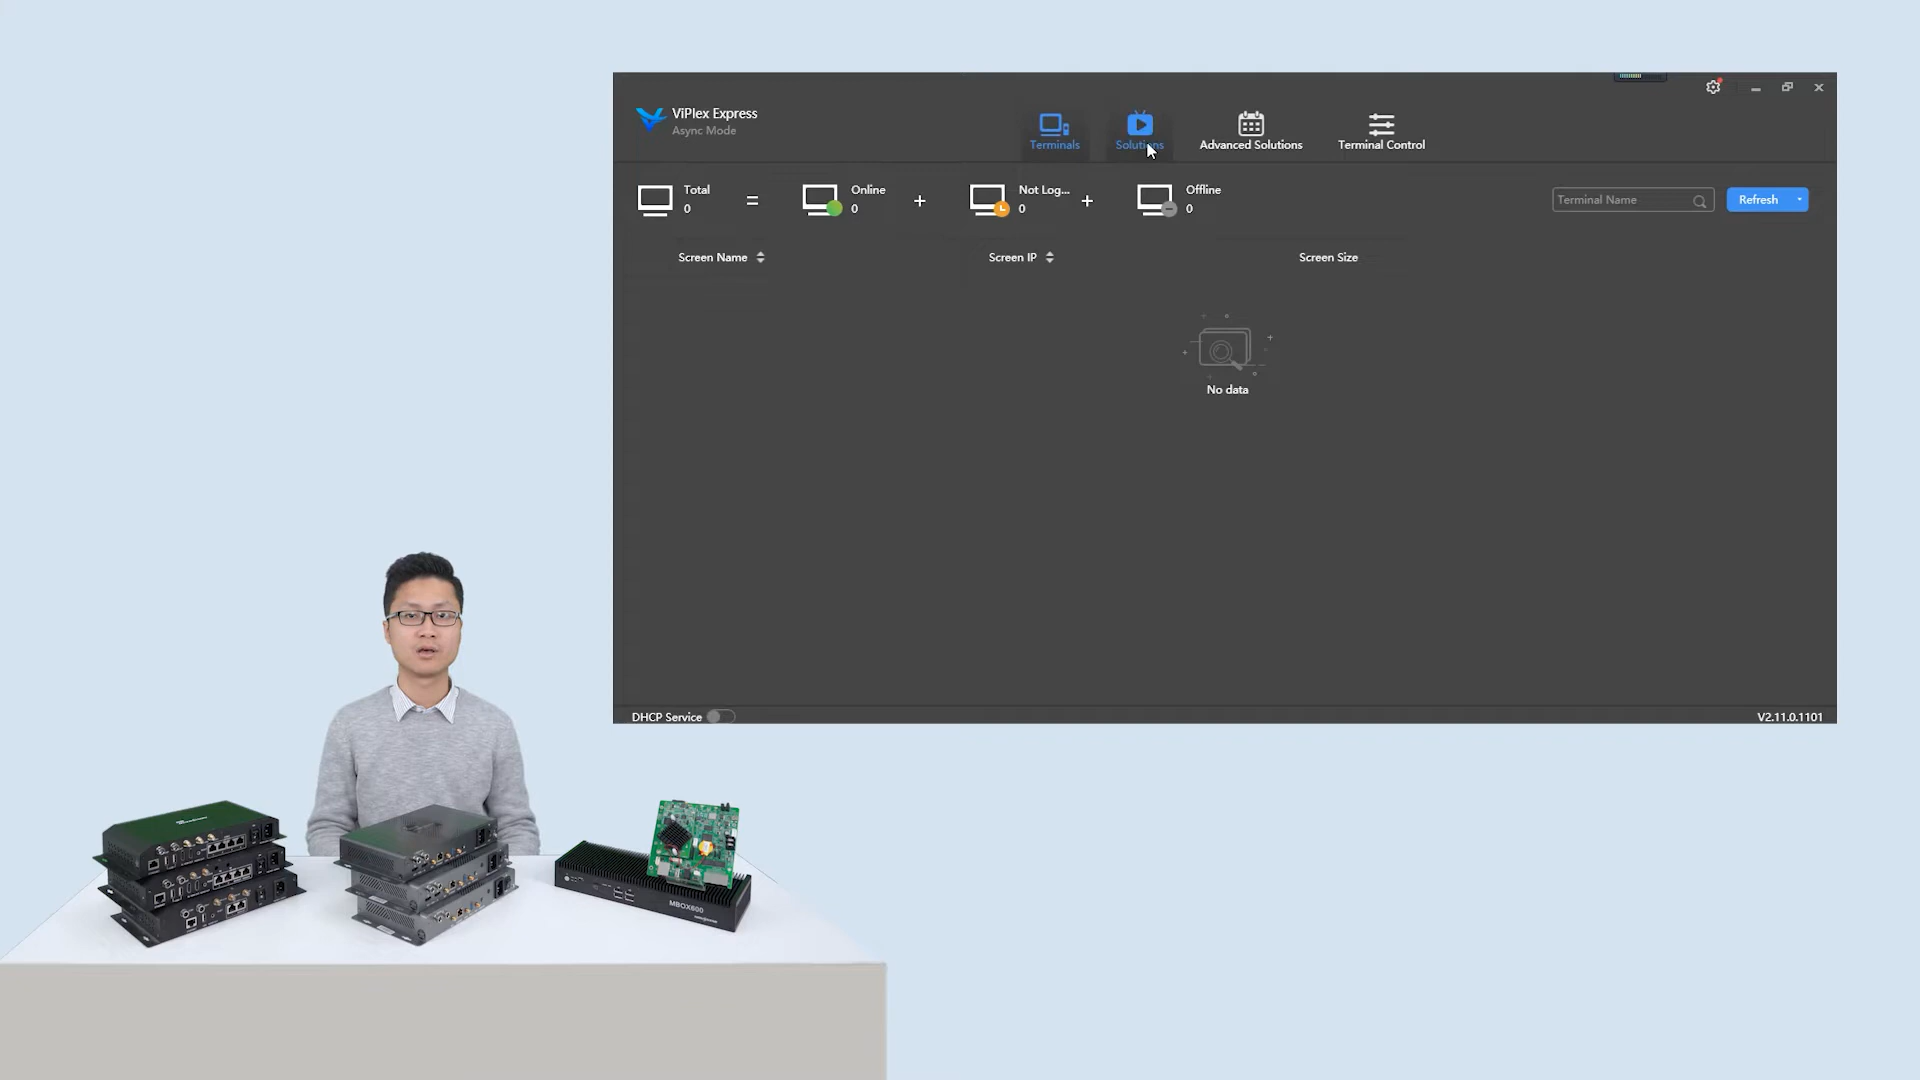 ViPlex Express
Async Mode
Terminals
Solutions
Advanced Solutions
Terminal Control
Total
0
=
Online
0
+
Not Log...
0
+
Offline
0
Terminal Name
Refresh
Screen Name
Screen IP
Screen Size
No data
DHCP Service
V2.11.0.1101
MBOX600